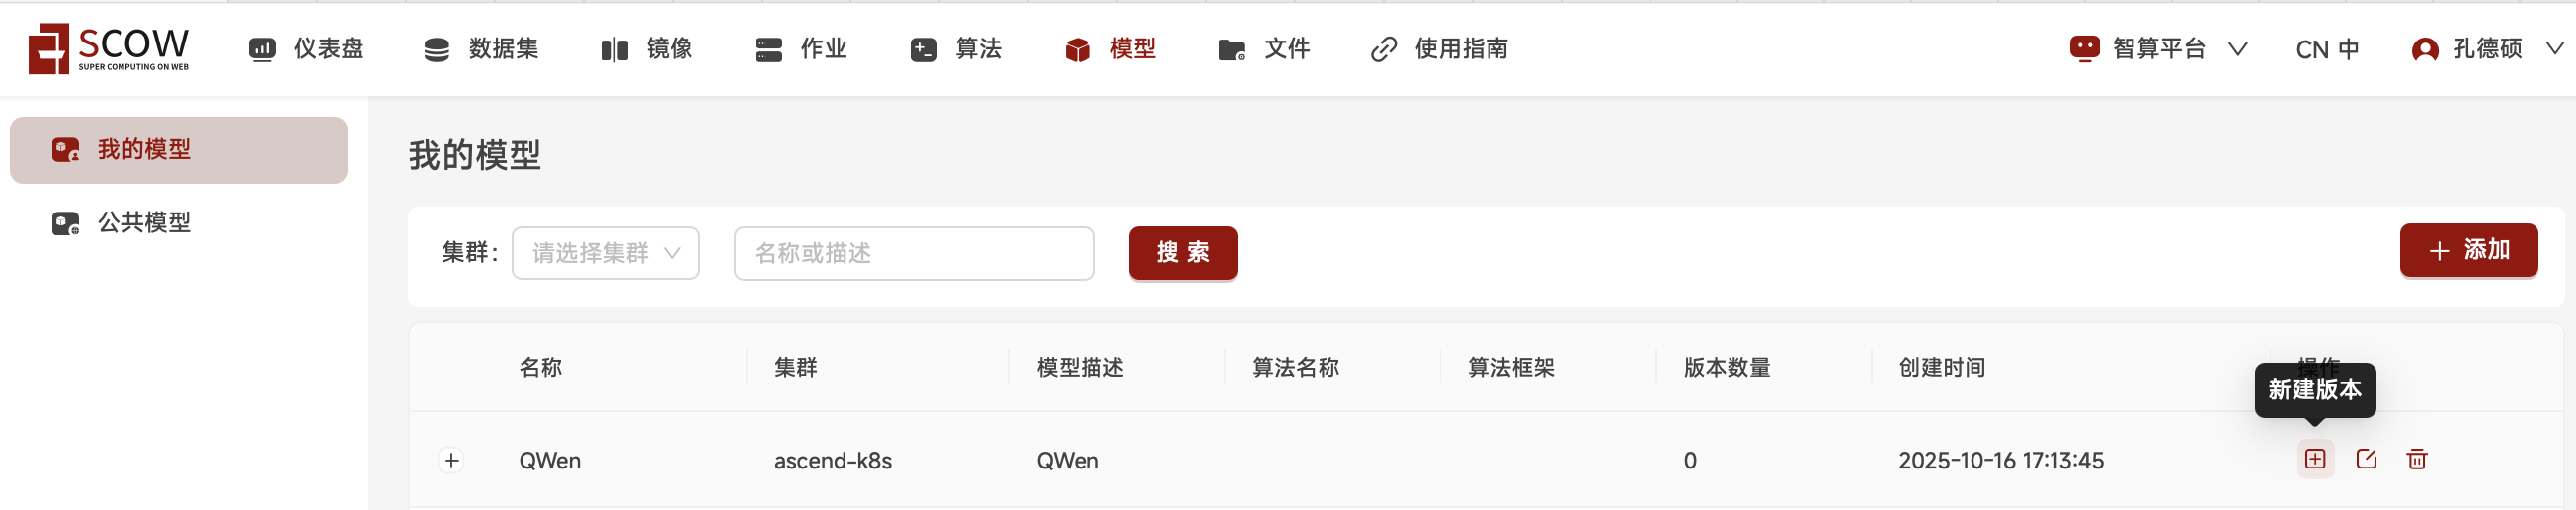 SCOW
SUPER COMPUTING ON WEB
仪表盘 数据集 镜像 作业 算法 模型 文件 使用指南 智算平台 CN 中 孔德硕
我的模型
公共模型
我的模型
集群: 请选择集群 名称或描述 搜 索 添加
名称 集群 模型描述 算法名称 算法框架 版本数量 创建时间 操作
新建版本
QWen ascend-k8s QWen 0 2025-10-16 17:13:45